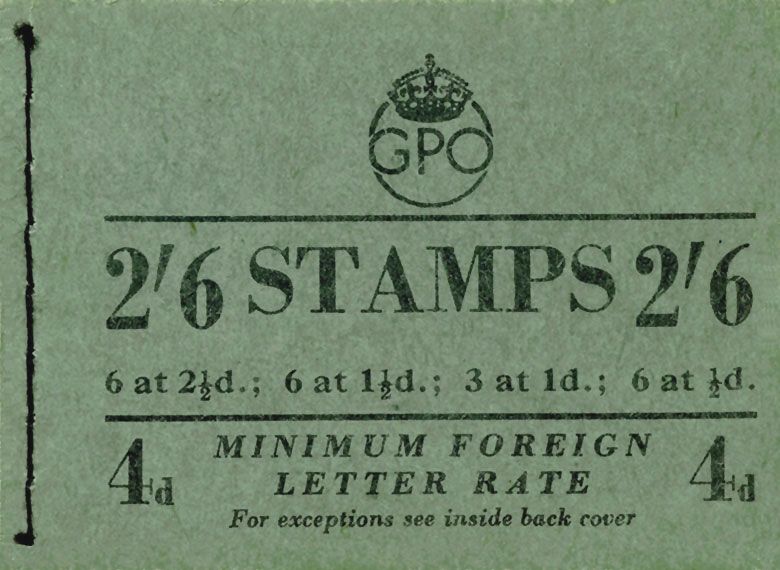 GPO
2/6 STAMPS 2/6
6 at 2½d.; 6 at 1½d.; 3 at 1d.; 6 at ½d.
4d MINIMUM FOREIGN 4d
LETTER RATE
For exceptions see inside back cover